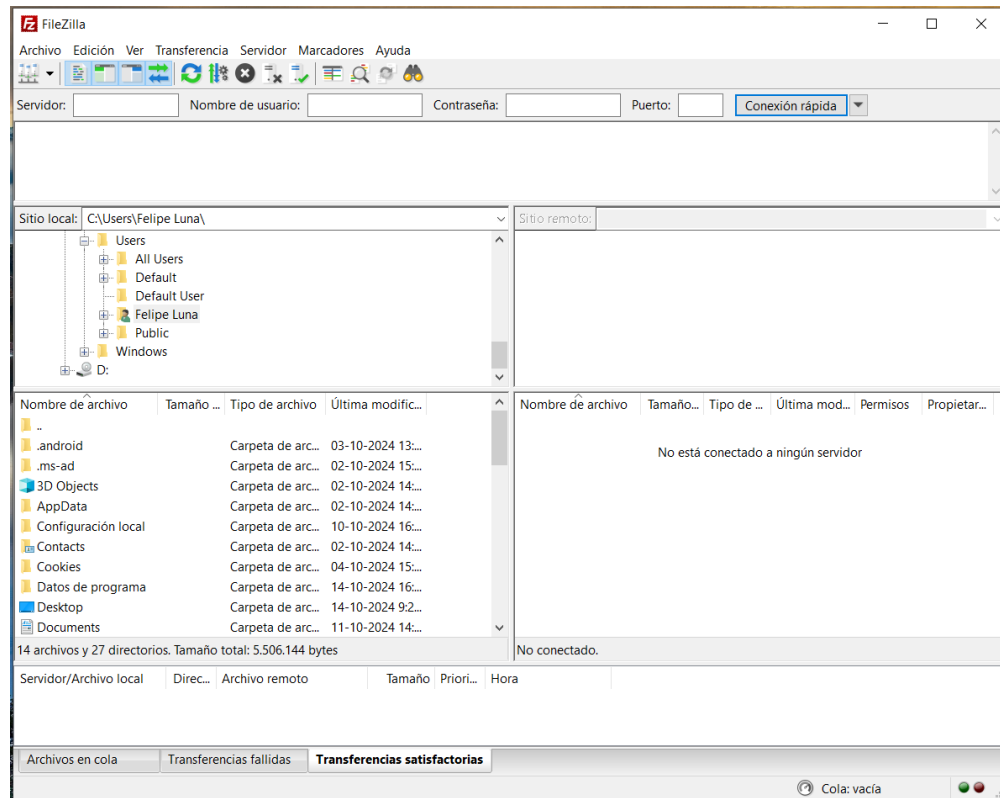 FileZilla
Archivo Edición Ver Transferencia Servidor Marcadores Ayuda
Servidor: Nombre de usuario: Contraseña: Puerto: Conexión rápida
Sitio local: C:\Users\Felipe Luna\
Users
All Users
Default
Default User
Felipe Luna
Public
Windows
D:
Sitio remoto:
Nombre de archivo Tamaño ... Tipo de archivo Última modific...
..
.android Carpeta de arc... 03-10-2024 13:...
.ms-ad Carpeta de arc... 02-10-2024 15:...
3D Objects Carpeta de arc... 02-10-2024 14:...
AppData Carpeta de arc... 02-10-2024 14:...
Configuración local Carpeta de arc... 10-10-2024 16:...
Contacts Carpeta de arc... 02-10-2024 14:...
Cookies Carpeta de arc... 04-10-2024 15:...
Datos de programa Carpeta de arc... 14-10-2024 16:...
Desktop Carpeta de arc... 14-10-2024 9:2...
Documents Carpeta de arc... 11-10-2024 14:...
14 archivos y 27 directorios. Tamaño total: 5.506.144 bytes
Nombre de archivo Tamaño... Tipo de ... Última mod... Permisos Propietar...
No está conectado a ningún servidor
No conectado.
Servidor/Archivo local Direc... Archivo remoto Tamaño Priori... Hora
Archivos en cola Transferencias fallidas Transferencias satisfactorias
Cola: vacía